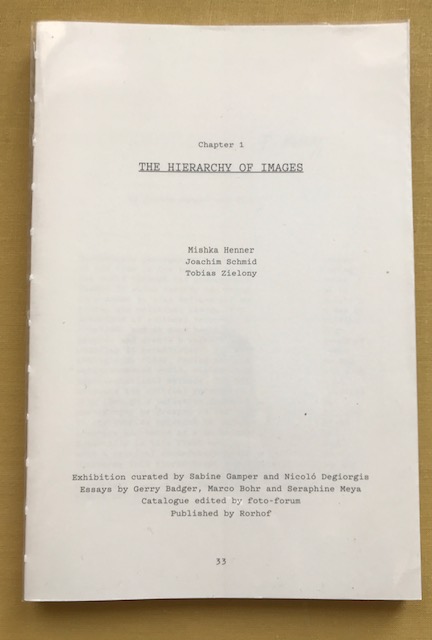 Chapter 1
THE HIERARCHY OF IMAGES
Mishka Henner
Joachim Schmid
Tobias Zielony
Exhibition curated by Sabine Gamper and Nicoló Degiorgis
Essays by Gerry Badger, Marco Bohr and Seraphine Meya
Catalogue edited by foto-forum
Published by Rorhof
33